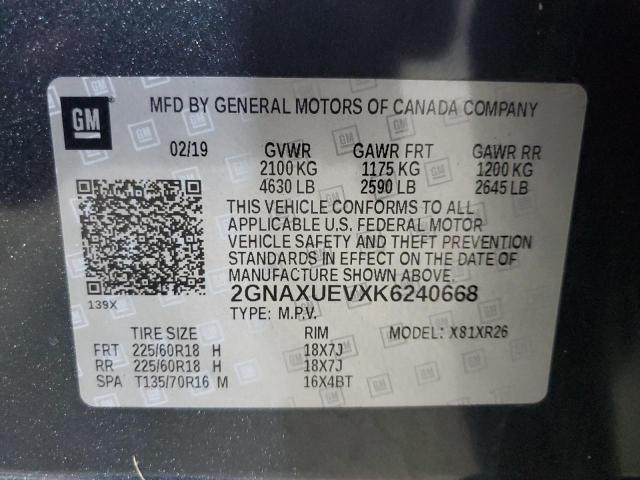 GM MFD BY GENERAL MOTORS OF CANADA COMPANY
02/19 GVWR GAWR FRT GAWR RR
2100 KG 1175 KG 1200 KG
4630 LB 2590 LB 2645 LB
THIS VEHICLE CONFORMS TO ALL
APPLICABLE U.S. FEDERAL MOTOR
VEHICLE SAFETY AND THEFT PREVENTION
STANDARDS IN EFFECT ON THE DATE OF
MANUFACTURE SHOWN ABOVE.
139X 2GNAXUEVXK6240668
TYPE: M.P.V. MODEL: X81XR26
TIRE SIZE RIM
FRT 225/60R18 H 18X7J
RR 225/60R18 H 18X7J
SPA T135/70R16 M 16X4BT